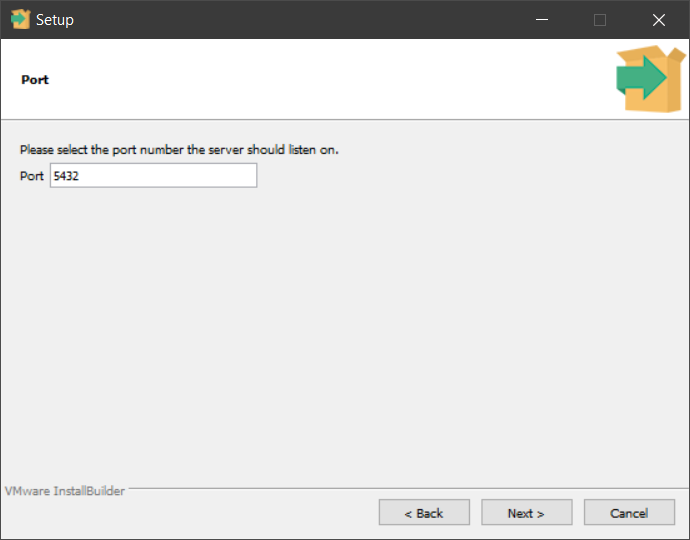 Setup
Port
Please select the port number the server should listen on.
Port 5432
VMware InstallBuilder
< Back Next > Cancel